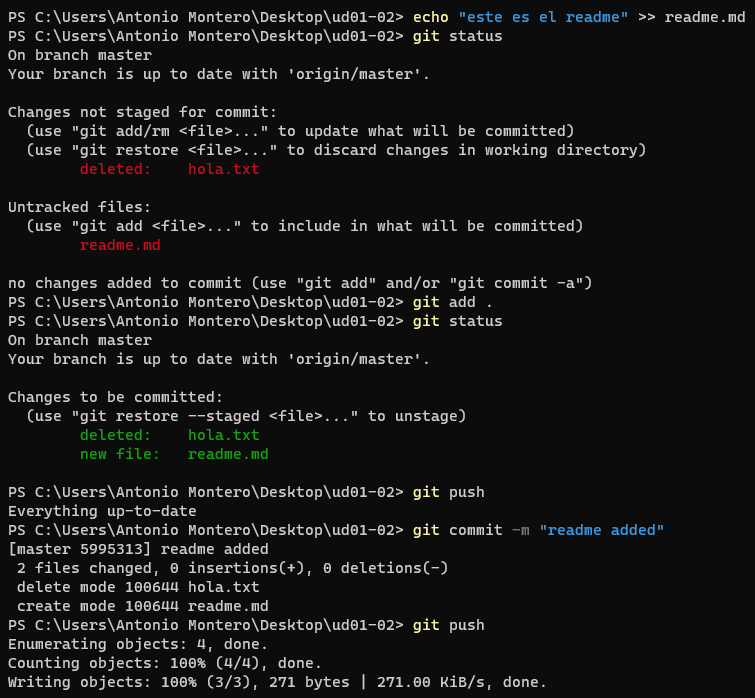 PS C:\Users\Antonio Montero\Desktop\ud01-02> echo "este es el readme" >> readme.md
PS C:\Users\Antonio Montero\Desktop\ud01-02> git status
On branch master
Your branch is up to date with 'origin/master'.
Changes not staged for commit:
  (use "git add/rm <file>..." to update what will be committed)
  (use "git restore <file>..." to discard changes in working directory)
        deleted:    hola.txt
Untracked files:
  (use "git add <file>..." to include in what will be committed)
        readme.md
no changes added to commit (use "git add" and/or "git commit -a")
PS C:\Users\Antonio Montero\Desktop\ud01-02> git add .
PS C:\Users\Antonio Montero\Desktop\ud01-02> git status
On branch master
Your branch is up to date with 'origin/master'.
Changes to be committed:
  (use "git restore --staged <file>..." to unstage)
        deleted:    hola.txt
        new file:   readme.md
PS C:\Users\Antonio Montero\Desktop\ud01-02> git push
Everything up-to-date
PS C:\Users\Antonio Montero\Desktop\ud01-02> git commit -m "readme added"
[master 5995313] readme added
 2 files changed, 0 insertions(+), 0 deletions(-)
 delete mode 100644 hola.txt
 create mode 100644 readme.md
PS C:\Users\Antonio Montero\Desktop\ud01-02> git push
Enumerating objects: 4, done.
Counting objects: 100% (4/4), done.
Writing objects: 100% (3/3), 271 bytes | 271.00 KiB/s, done.